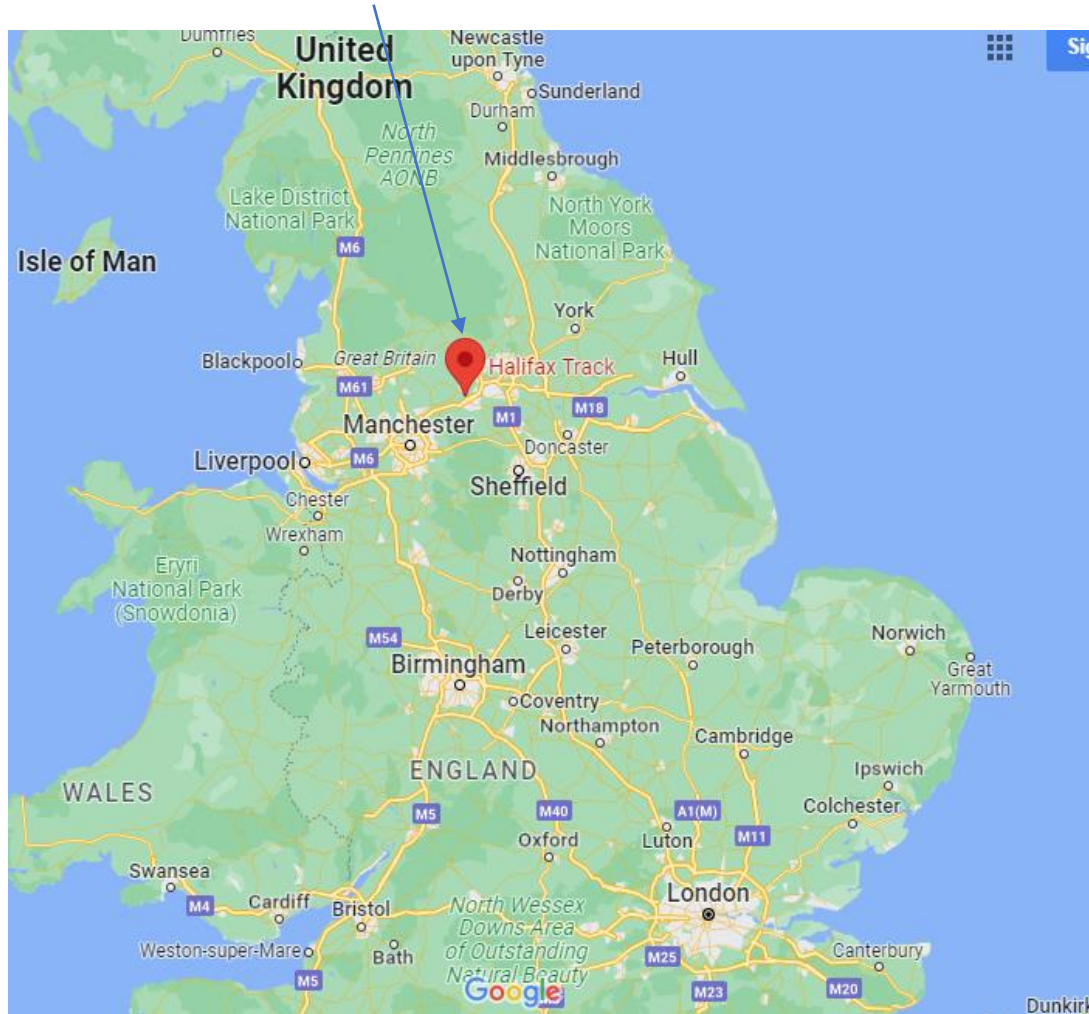 Dumfries
United
Kingdom
Newcastle
upon Tyne
Sunderland
Durham
North
Pennines
AONB
Middlesbrough
Lake District
National Park
North York
Moors
National Park
M6
Isle of Man
York
Blackpool
Great Britain
Halifax Track
Hull
M61
M1
M18
Manchester
Doncaster
Liverpool
M6
Sheffield
Chester
Wrexham
Eryri
National Park
(Snowdonia)
Nottingham
Derby
M54
Leicester
Peterborough
Norwich
Great
Yarmouth
Birmingham
Coventry
Northampton
Cambridge
ENGLAND
Ipswich
WALES
M5
M40
A1(M)
Colchester
M11
Oxford
Luton
Swansea
London
M4
Cardiff
Bristol
North Wessex
Downs Area
of Outstanding
Natural Beauty
Weston-super-Mare
Bath
Canterbury
M25
M5
Google
M23
M20
Dunkirk